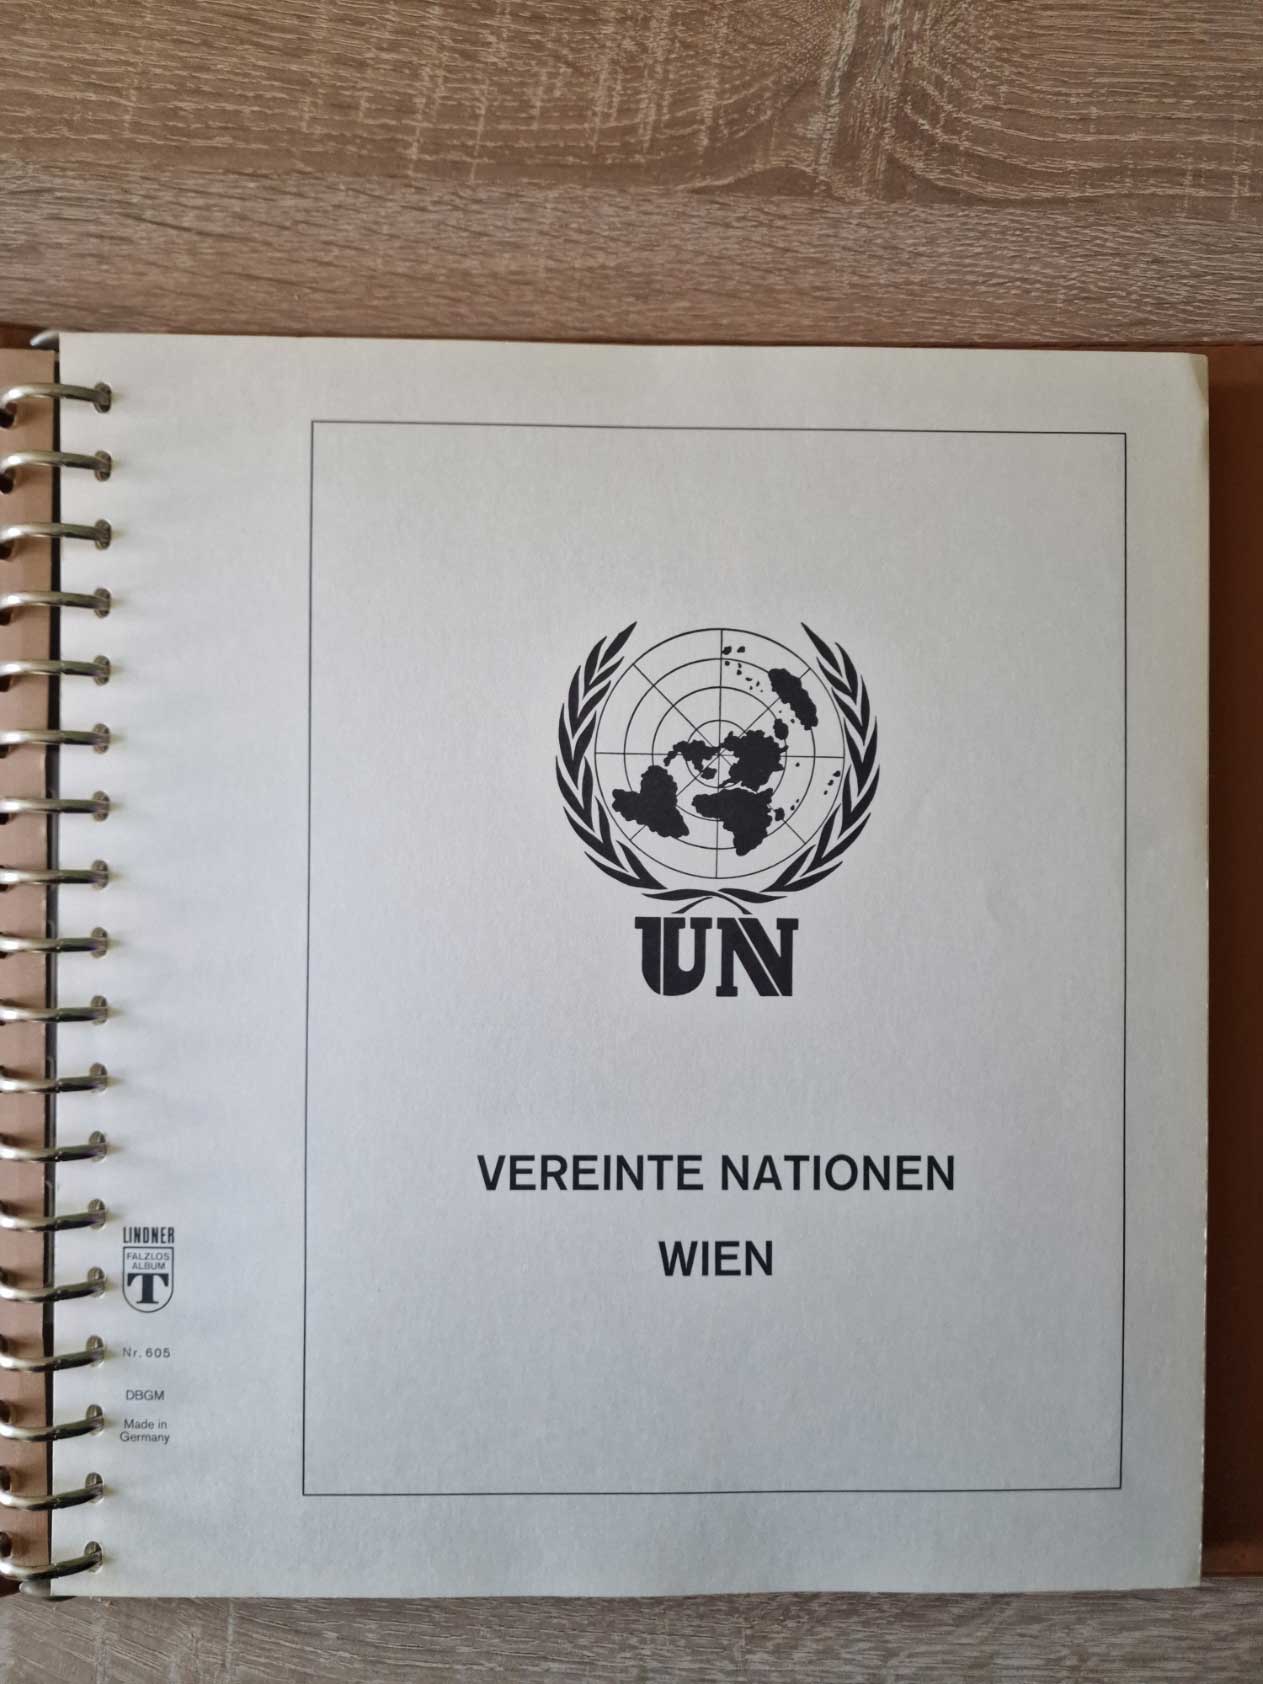 UN
VEREINTE NATIONEN
WIEN
LINDNER
FALZLOS
ALBUM
T
Nr. 605
DBGM
Made in
Germany